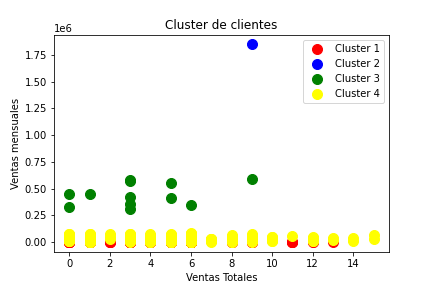 Cluster de clientes
1e6
Cluster 1
Cluster 2
Cluster 3
Cluster 4
1.75
1.50
1.25
1.00
0.75
0.50
0.25
0.00
Ventas mensuales
0 2 4 6 8 10 12 14
Ventas Totales